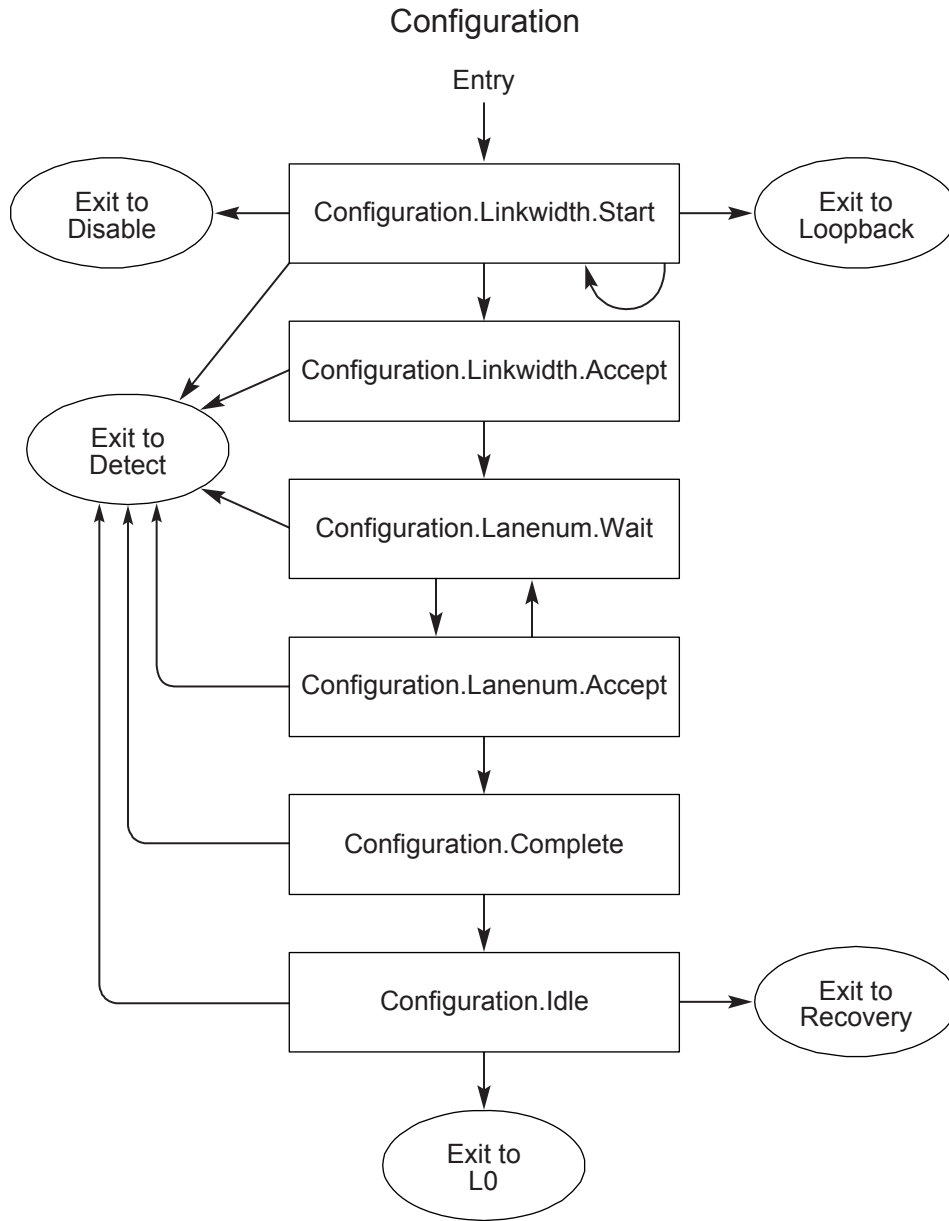 Configuration
Entry
Exit to
Disable
Configuration.Linkwidth.Start
Exit to
Loopback
Configuration.Linkwidth.Accept
Exit to
Detect
Configuration.Lanenum.Wait
Configuration.Lanenum.Accept
Configuration.Complete
Configuration.Idle
Exit to
Recovery
Exit to
L0